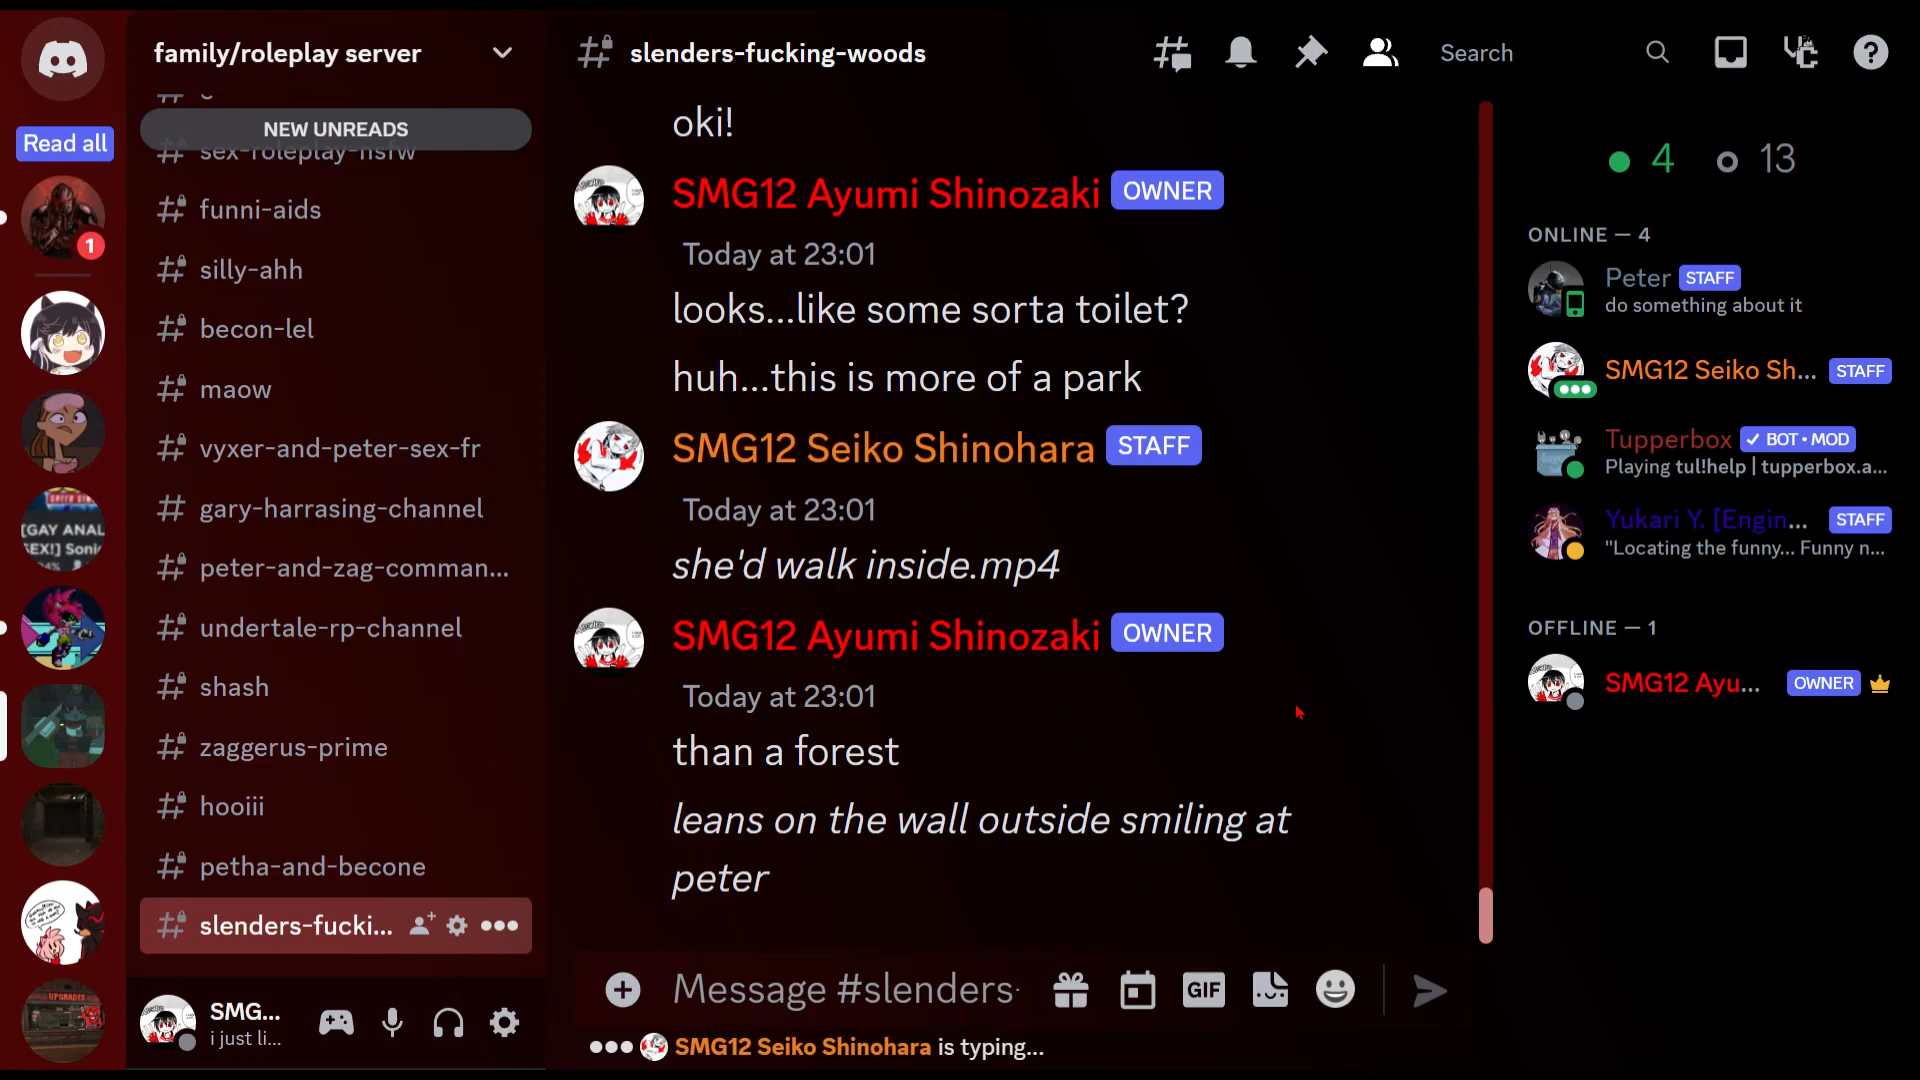 family/roleplay server
NEW UNREADS
sex-roleplay-nsfw
funni-aids
silly-ahh
becon-lel
maow
vyxer-and-peter-sex-fr
gary-harrasing-channel
peter-and-zag-comman...
undertale-rp-channel
shash
zaggerus-prime
hooiii
petha-and-becone
slenders-fucki...
SMG...
i just li...
Read all
1
[GAY ANAL
SEX!] Soni
UPGRADES
slenders-fucking-woods
Search
oki!
SMG12 Ayumi Shinozaki OWNER
Today at 23:01
looks...like some sorta toilet?
huh...this is more of a park
SMG12 Seiko Shinohara STAFF
Today at 23:01
she'd walk inside.mp4
SMG12 Ayumi Shinozaki OWNER
Today at 23:01
than a forest
leans on the wall outside smiling at
peter
Message #slenders
GIF
SMG12 Seiko Shinohara is typing...
4 13
ONLINE — 4
Peter STAFF
do something about it
SMG12 Seiko Sh... STAFF
Tupperbox BOT • MOD
Playing tul!help | tupperbox.a...
Yukari Y. [Engin... STAFF
"Locating the funny... Funny n...
OFFLINE — 1
SMG12 Ayu... OWNER